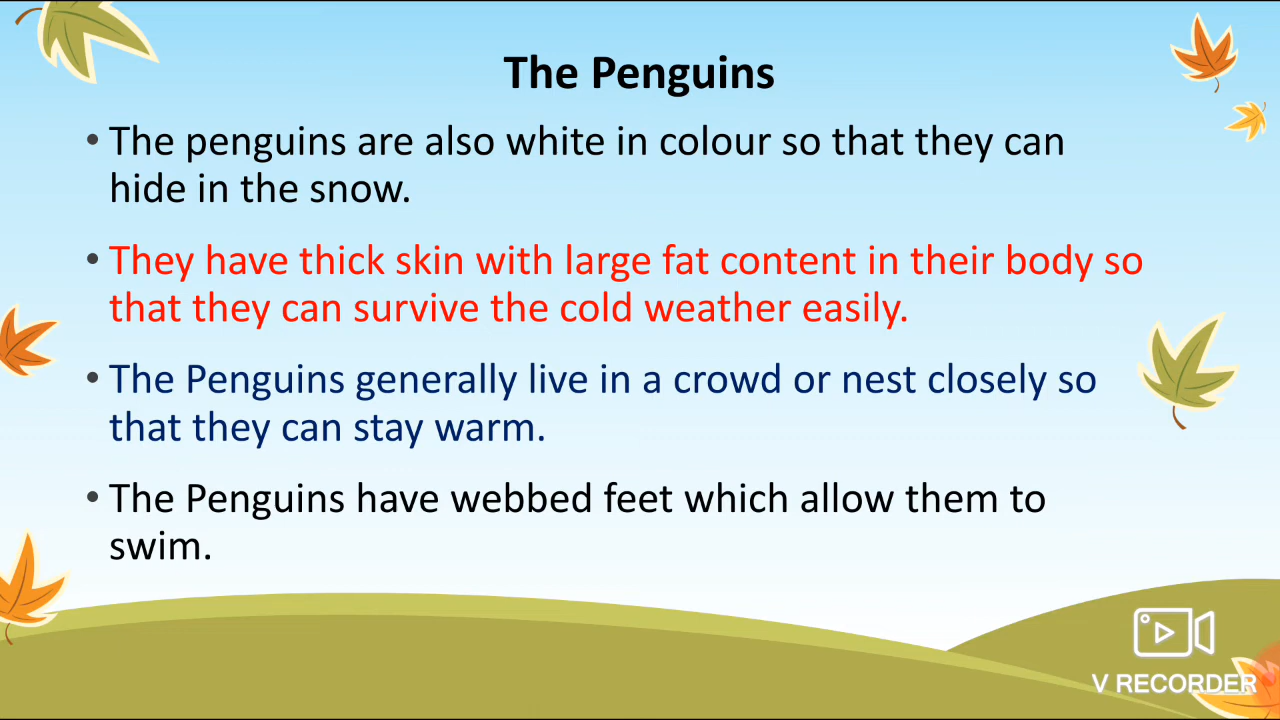 The Penguins
• The penguins are also white in colour so that they can
hide in the snow.
• They have thick skin with large fat content in their body so
that they can survive the cold weather easily.
• The Penguins generally live in a crowd or nest closely so
that they can stay warm.
• The Penguins have webbed feet which allow them to
swim.
V RECORDER